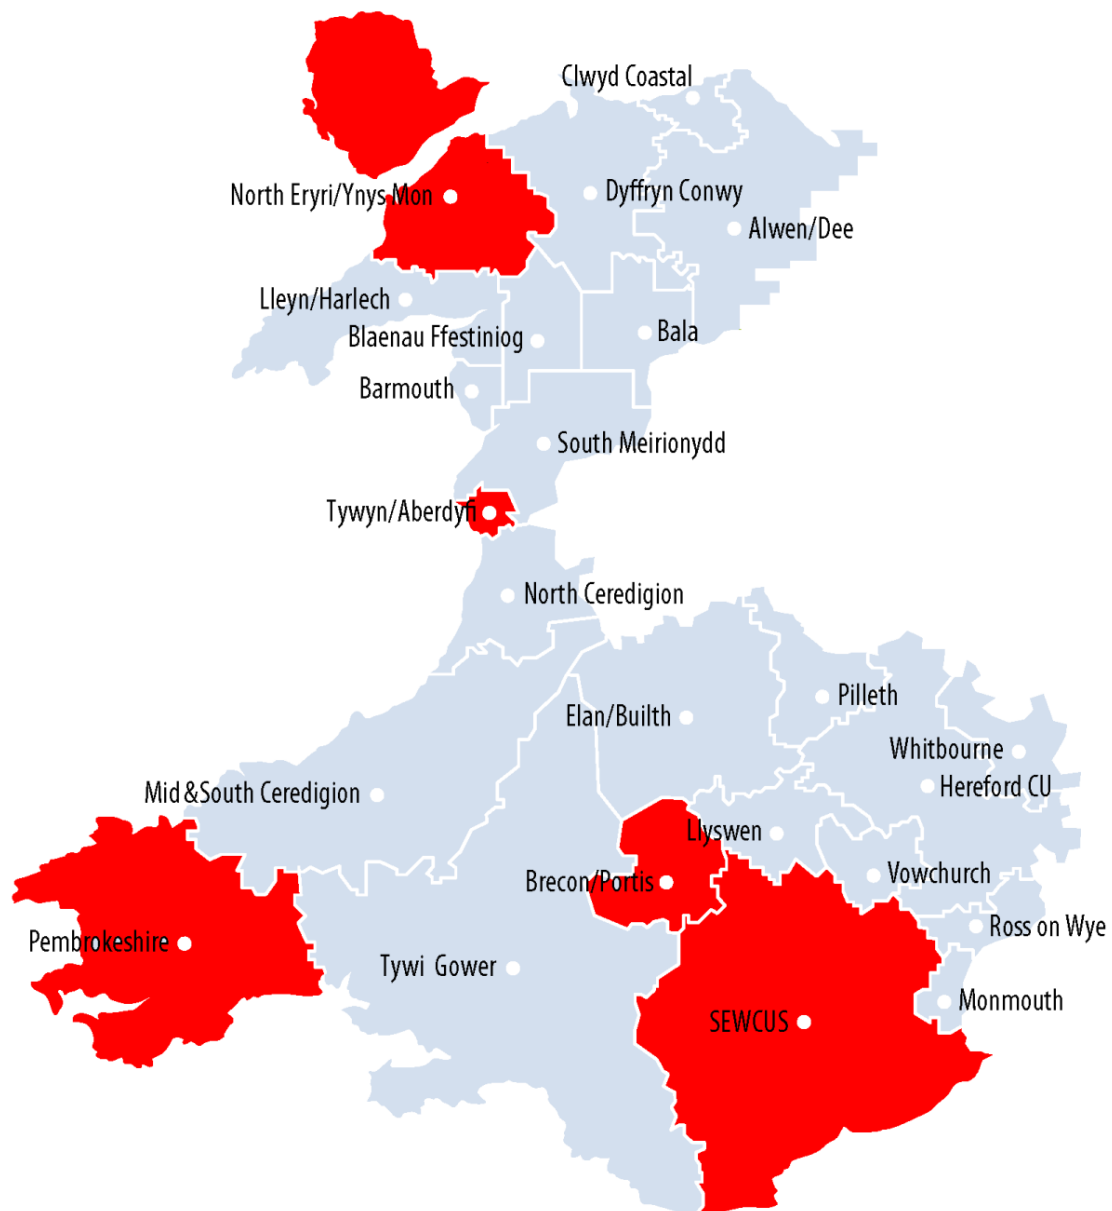 Clwyd Coastal
North Eryri/Ynys Mon
Dyffryn Conwy
Alwen/Dee
Lleyn/Harlech
Blaenau Ffestiniog
Bala
Barmouth
South Meirionydd
Tywyn/Aberdyfi
North Ceredigion
Pilleth
Elan/Builth
Whitbourne
Hereford CU
Mid &South Ceredigion
Llyswen
Vowchurch
Brecon/Portis
Ross on Wye
Pembrokeshire
Tywi Gower
Monmouth
SEWCUS